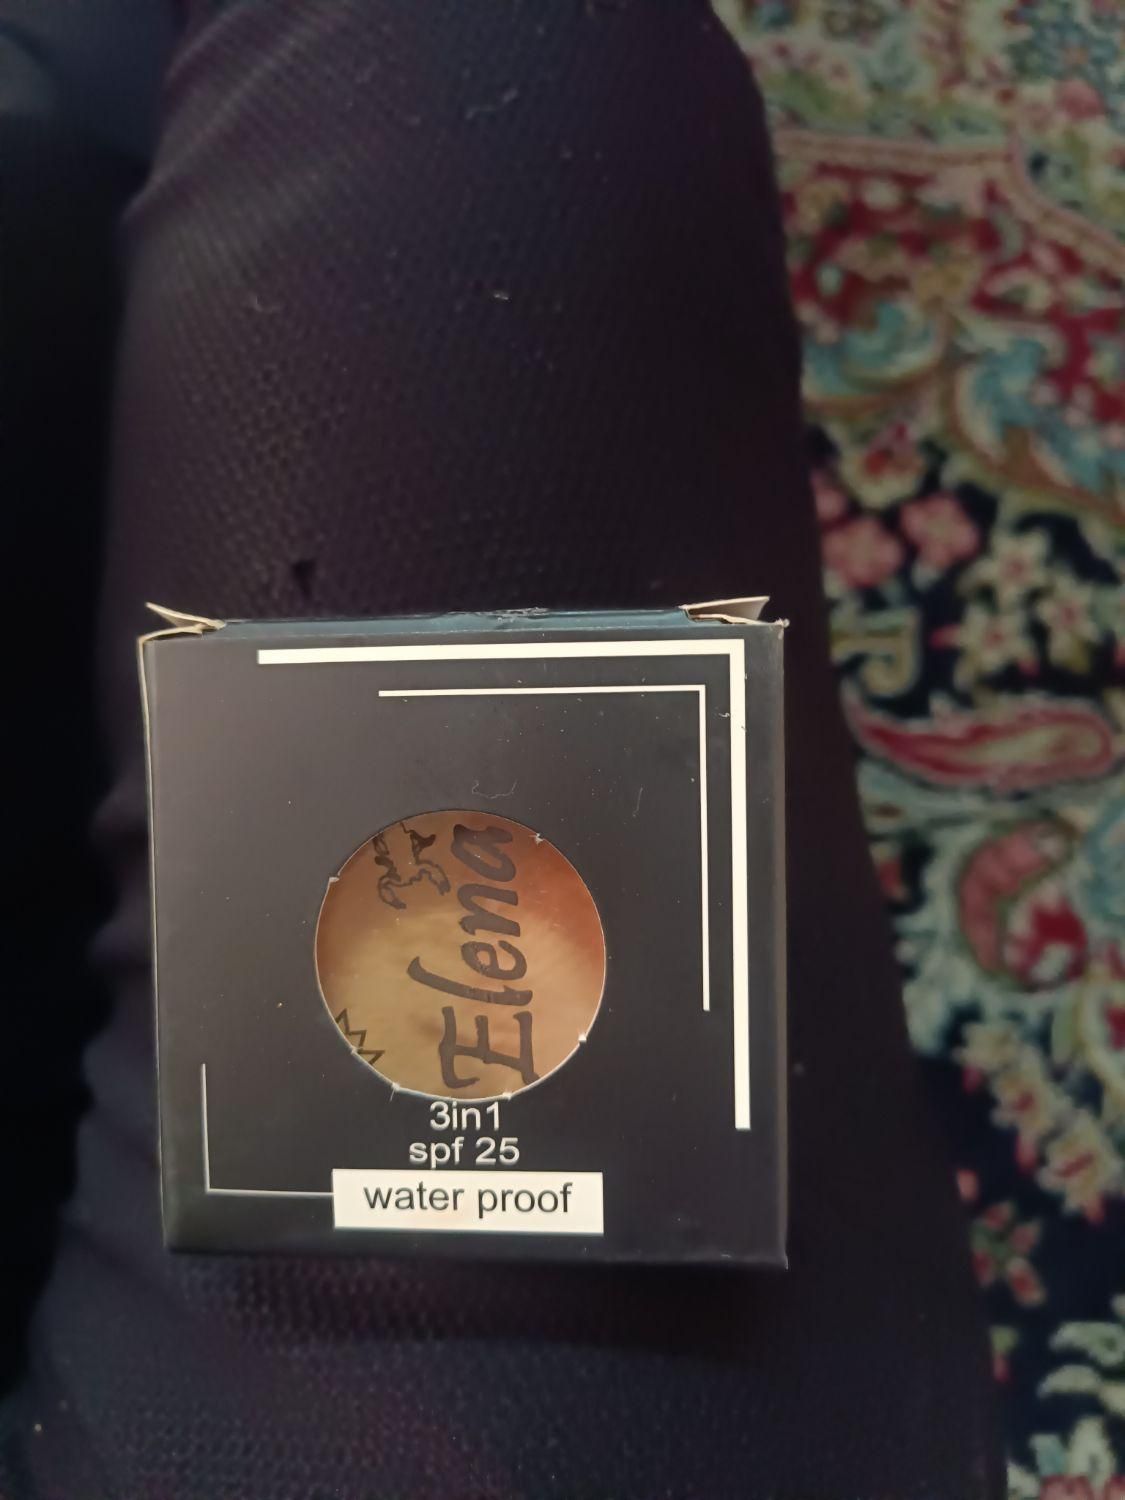 Elena
3in1
spf 25
water proof